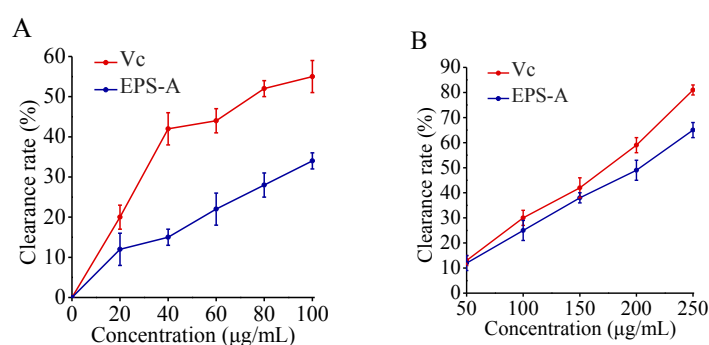 A
Clearance rate (%)
60
50
40
30
20
10
0
Vc
EPS-A
0 20 40 60 80 100
Concentration (μg/mL)
B
Clearance rate (%)
90
80
70
60
50
40
30
20
10
0
Vc
EPS-A
50 100 150 200 250
Concentration (μg/mL)